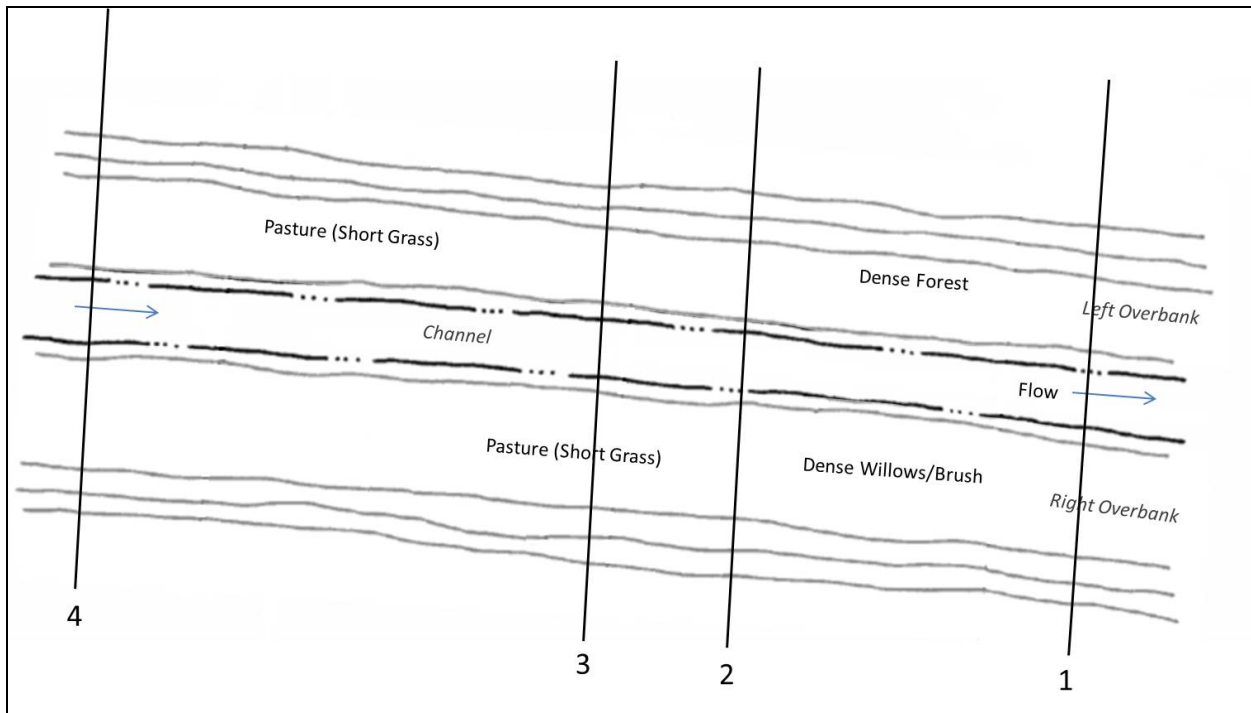 Pasture (Short Grass)
Dense Forest
Left Overbank
Channel
Flow
Pasture (Short Grass)
Dense Willows/Brush
Right Overbank
4
3
2
1